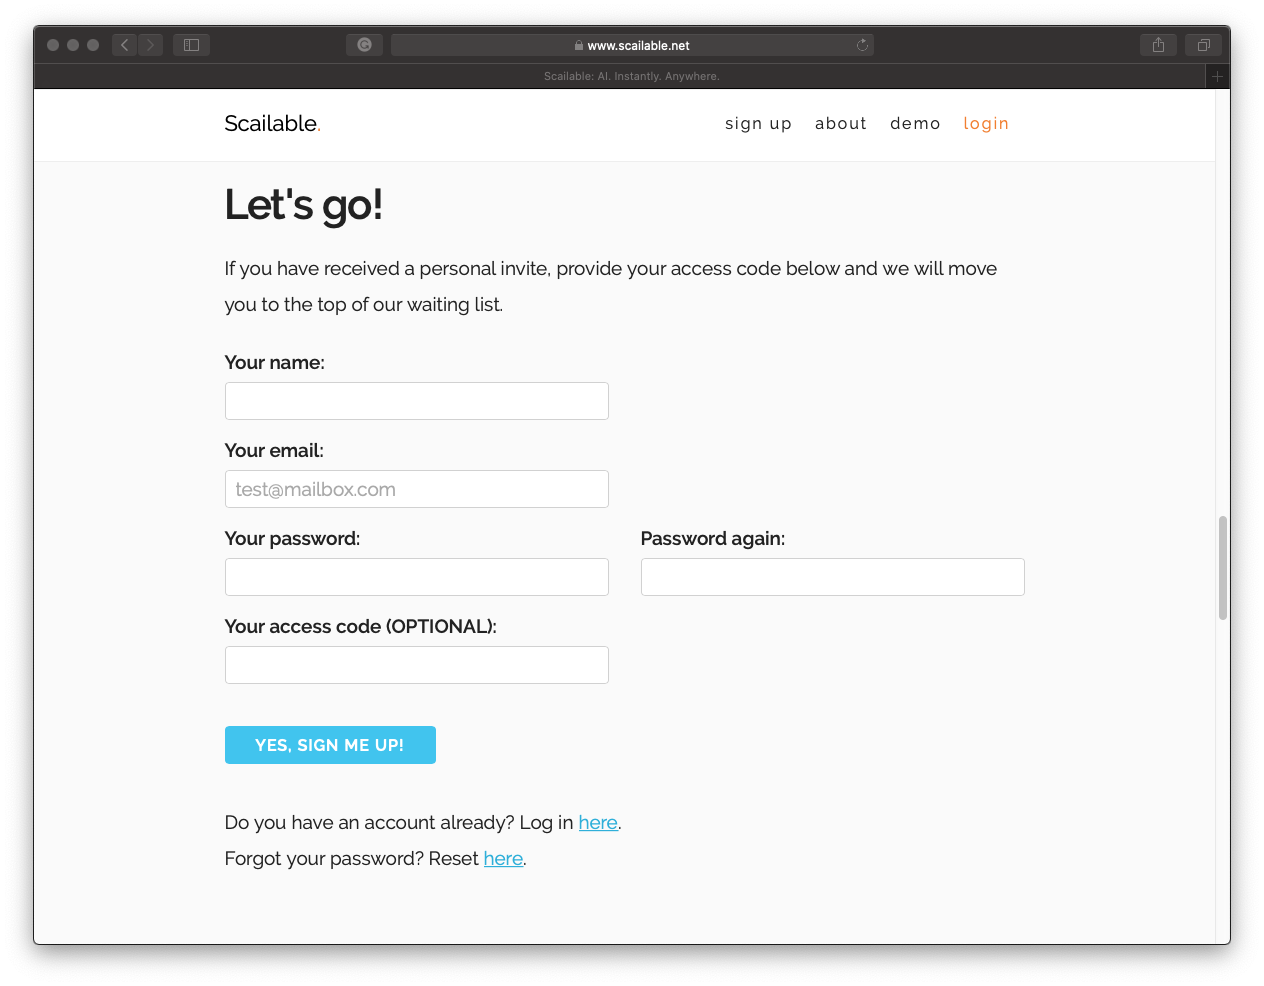 www.scailable.net
Scailable: AI. Instantly. Anywhere.
Scailable.
sign up about demo login
Let's go!
If you have received a personal invite, provide your access code below and we will move
you to the top of our waiting list.
Your name:
Your email:
test@mailbox.com
Your password: Password again:
Your access code (OPTIONAL):
YES, SIGN ME UP!
Do you have an account already? Log in here.
Forgot your password? Reset here.